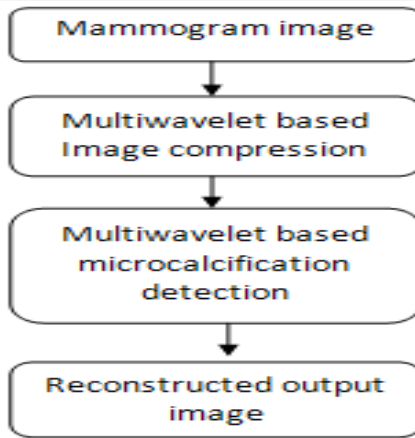 Mammogram image
Multiwavelet based
Image compression
Multiwavelet based
microcalcification
detection
Reconstructed output
image